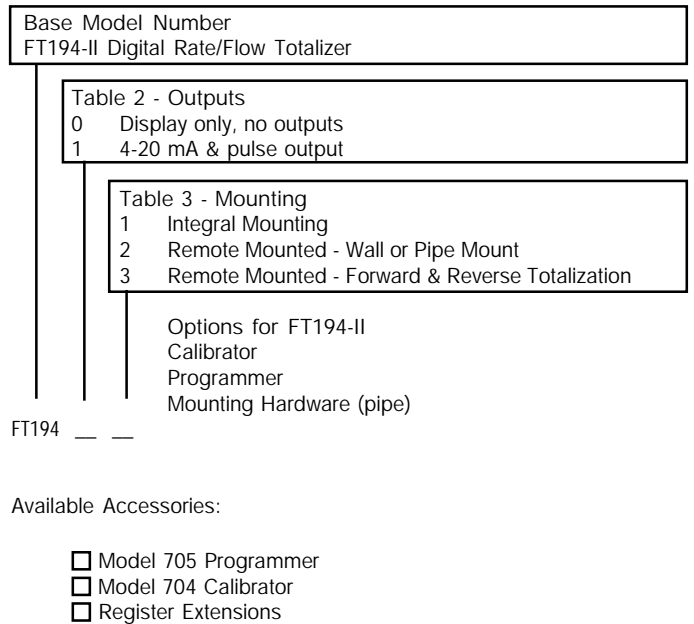 Base Model Number
FT194-II Digital Rate/Flow Totalizer
Table 2 - Outputs
0 Display only, no outputs
1 4-20 mA & pulse output
Table 3 - Mounting
1 Integral Mounting
2 Remote Mounted - Wall or Pipe Mount
3 Remote Mounted - Forward & Reverse Totalization
Options for FT194-II
Calibrator
Programmer
Mounting Hardware (pipe)
FT194 __ __
Available Accessories:
☐ Model 705 Programmer
☐ Model 704 Calibrator
☐ Register Extensions